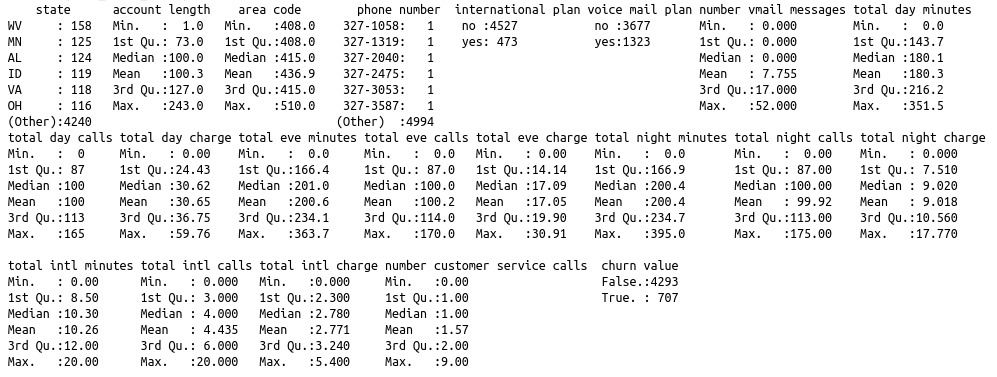 state account length area code phone number international plan voice mail plan number vmail messages total day minutes
WV : 158 Min. : 1.0 Min. :408.0 327-1058: 1 no :4527 no :3677 Min. : 0.000 Min. : 0.0
MN : 125 1st Qu.: 73.0 1st Qu.:408.0 327-1319: 1 yes: 473 yes:1323 1st Qu.: 0.000 1st Qu.:143.7
AL : 124 Median :100.0 Median :415.0 327-2040: 1 Median : 0.000 Median :180.1
ID : 119 Mean :100.3 Mean :436.9 327-2475: 1 Mean : 7.755 Mean :180.3
VA : 118 3rd Qu.:127.0 3rd Qu.:415.0 327-3053: 1 3rd Qu.:17.000 3rd Qu.:216.2
OH : 116 Max. :243.0 Max. :510.0 327-3587: 1 Max. :52.000 Max. :351.5
(Other):4240 (Other) :4994
total day calls total day charge total eve minutes total eve calls total eve charge total night minutes total night calls total night charge
Min. : 0 Min. : 0.00 Min. : 0.0 Min. : 0.0 Min. : 0.00 Min. : 0.0 Min. : 0.00 Min. : 0.000
1st Qu.: 87 1st Qu.:24.43 1st Qu.:166.4 1st Qu.: 87.0 1st Qu.:14.14 1st Qu.:166.9 1st Qu.: 87.00 1st Qu.: 7.510
Median :100 Median :30.62 Median :201.0 Median :100.0 Median :17.09 Median :200.4 Median :100.00 Median : 9.020
Mean :100 Mean :30.65 Mean :200.6 Mean :100.2 Mean :17.05 Mean :200.4 Mean : 99.92 Mean : 9.018
3rd Qu.:113 3rd Qu.:36.75 3rd Qu.:234.1 3rd Qu.:114.0 3rd Qu.:19.90 3rd Qu.:234.7 3rd Qu.:113.00 3rd Qu.:10.560
Max. :165 Max. :59.76 Max. :363.7 Max. :170.0 Max. :30.91 Max. :395.0 Max. :175.00 Max. :17.770
total intl minutes total intl calls total intl charge number customer service calls churn value
Min. : 0.00 Min. : 0.000 Min. :0.000 Min. :0.00 False.:4293
1st Qu.: 8.50 1st Qu.: 3.000 1st Qu.:2.300 1st Qu.:1.00 True. : 707
Median :10.30 Median : 4.000 Median :2.780 Median :1.00
Mean :10.26 Mean : 4.435 Mean :2.771 Mean :1.57
3rd Qu.:12.00 3rd Qu.: 6.000 3rd Qu.:3.240 3rd Qu.:2.00
Max. :20.00 Max. :20.000 Max. :5.400 Max. :9.00